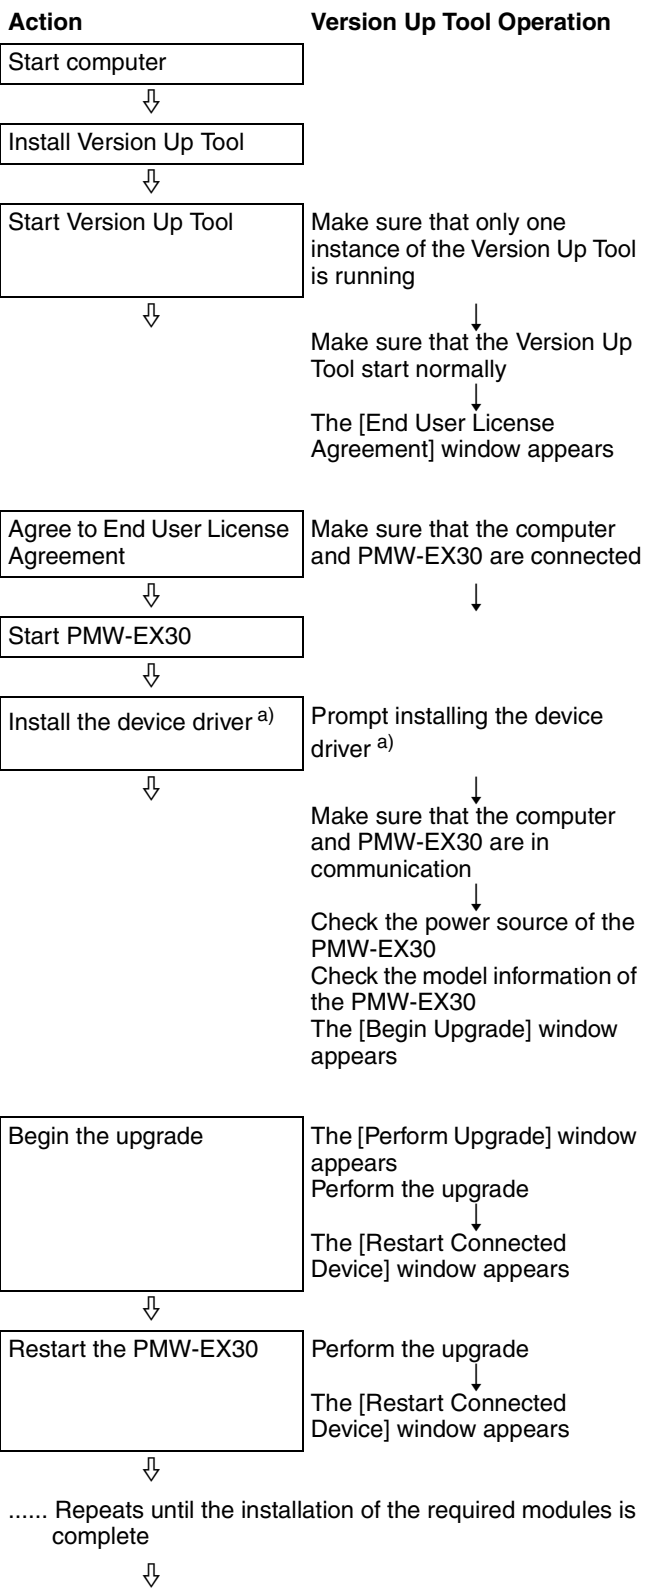 Action
Version Up Tool Operation
Start computer
Install Version Up Tool
Start Version Up Tool
Make sure that only one
instance of the Version Up Tool
is running
Make sure that the Version Up
Tool start normally
The [End User License
Agreement] window appears
Agree to End User License
Agreement
Make sure that the computer
and PMW-EX30 are connected
Start PMW-EX30
Install the device driver a)
Prompt installing the device
driver a)
Make sure that the computer
and PMW-EX30 are in
communication
Check the power source of the
PMW-EX30
Check the model information of
the PMW-EX30
The [Begin Upgrade] window
appears
Begin the upgrade
The [Perform Upgrade] window
appears
Perform the upgrade
The [Restart Connected
Device] window appears
Restart the PMW-EX30
Perform the upgrade
The [Restart Connected
Device] window appears
...... Repeats until the installation of the required modules is
complete